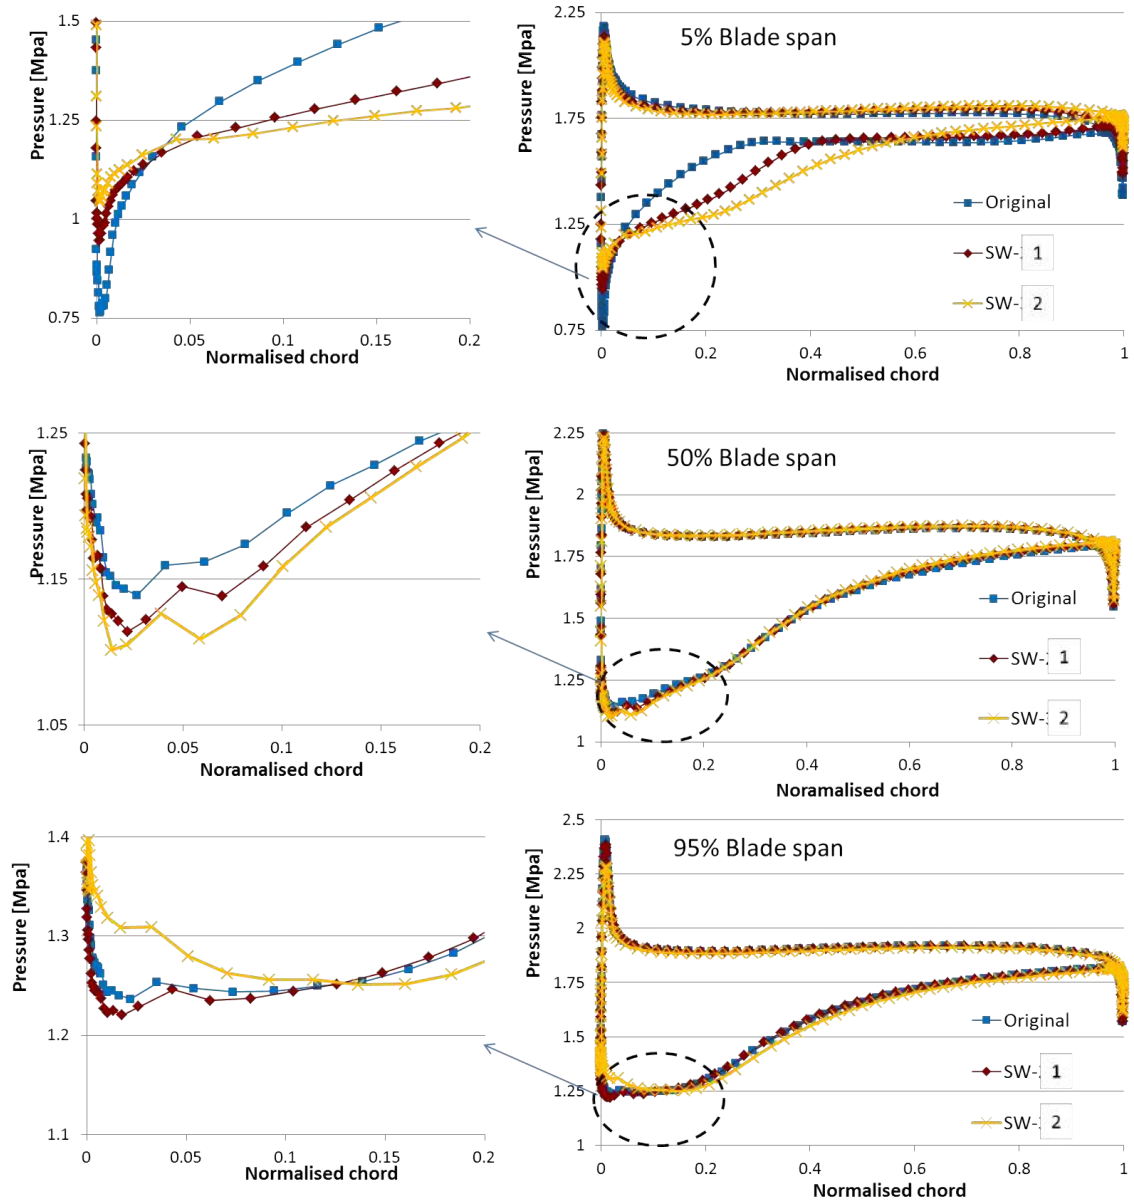 1.5
1.25
1
0.75
Pressure [Mpa]
0
0.05
0.1
0.15
0.2
Normalised chord
5% Blade span
2.25
1.75
1.25
0.75
Pressure [Mpa]
Original
SW- 1
SW- 2
0
0.2
0.4
0.6
0.8
1
Normalised chord
1.25
1.15
1.05
Pressure [Mpa]
0
0.05
0.1
0.15
0.2
Noramalised chord
50% Blade span
2.25
2
1.75
1.5
1.25
1
Pressure [Mpa]
Original
SW- 1
SW- 2
0
0.2
0.4
0.6
0.8
1
Noramalised chord
1.4
1.3
1.2
1.1
Pressure [Mpa]
0
0.05
0.1
0.15
0.2
Normalised chord
95% Blade span
2.5
2.25
2
1.75
1.5
1.25
1
Pressure [Mpa]
Original
SW- 1
SW- 2
0
0.2
0.4
0.6
0.8
1
Normalised chord